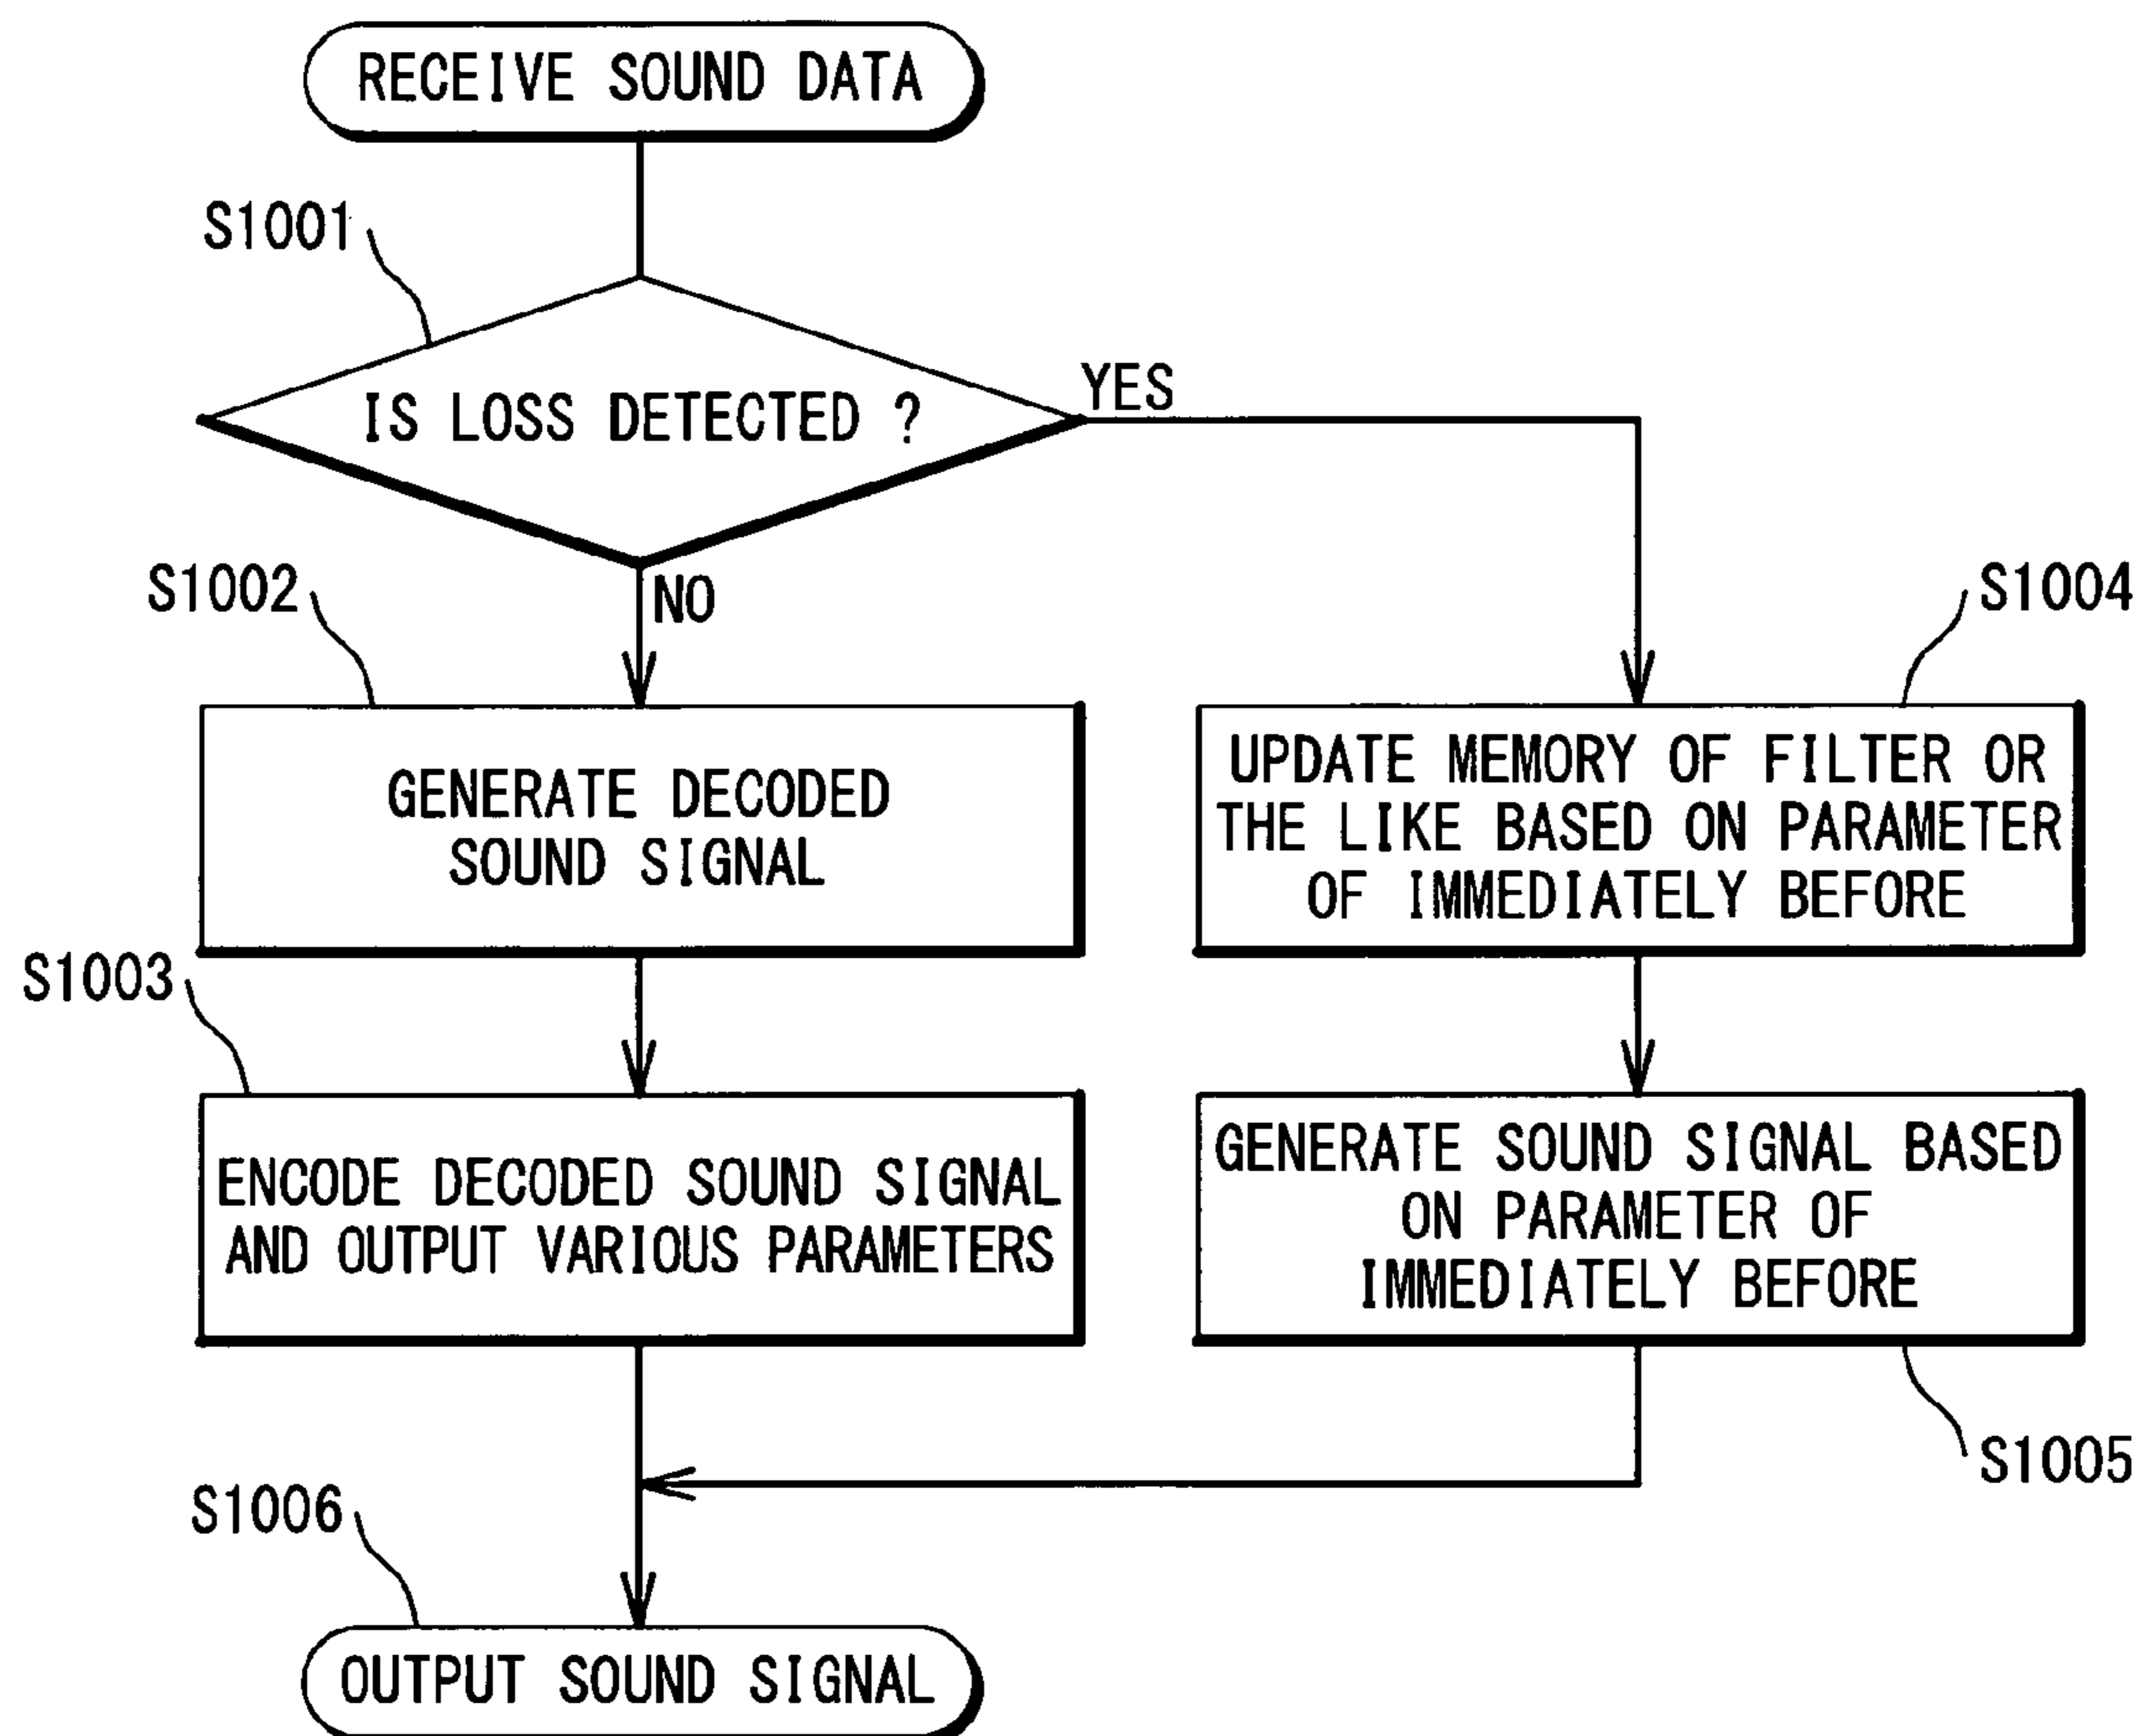 RECEIVE SOUND DATA
S1001
IS LOSS DETECTED ?
YES
NO
S1002
GENERATE DECODED
SOUND SIGNAL
S1003
ENCODE DECODED SOUND SIGNAL
AND OUTPUT VARIOUS PARAMETERS
S1004
UPDATE MEMORY OF FILTER OR
THE LIKE BASED ON PARAMETER
OF IMMEDIATELY BEFORE
GENERATE SOUND SIGNAL BASED
ON PARAMETER OF
IMMEDIATELY BEFORE
S1005
S1006
OUTPUT SOUND SIGNAL